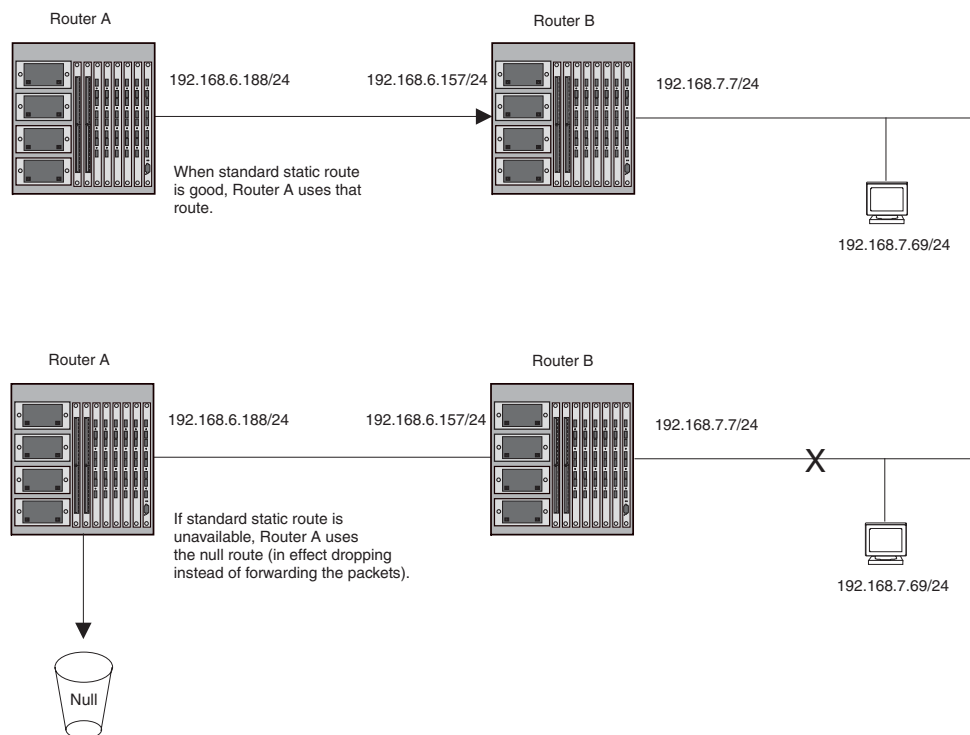 Router A
Router B
192.168.6.188/24
192.168.6.157/24
192.168.7.7/24
When standard static route
is good, Router A uses that
route.
192.168.7.69/24
Router A
Router B
192.168.6.188/24
192.168.6.157/24
192.168.7.7/24
X
If standard static route is
unavailable, Router A uses
the null route (in effect dropping
instead of forwarding the packets).
192.168.7.69/24
Null